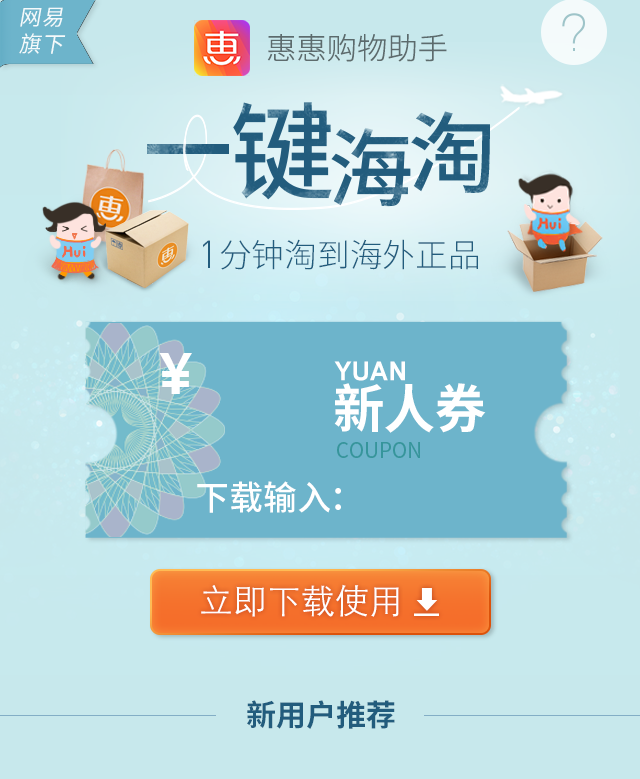 网易
旗下
惠
惠惠购物助手
?
一键海淘
惠
Hui
惠
Hui
1分钟淘到海外正品
¥
YUAN
新人券
COUPON
下载输入:
立即下载使用
新用户推荐